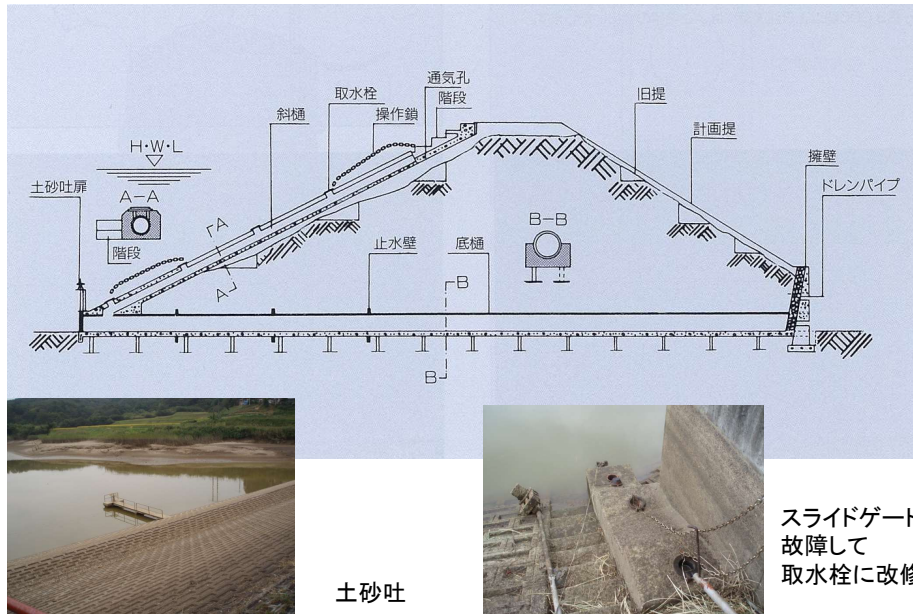 通気孔
取水栓
階段
旧提
斜樋
操作鎖
計画提
H・W・L
擁壁
土砂吐扉
A−A
ドレンパイプ
B−B
A
階段
止水壁
底樋
B
A
B
土砂吐
スライドゲート
故障して
取水栓に改修